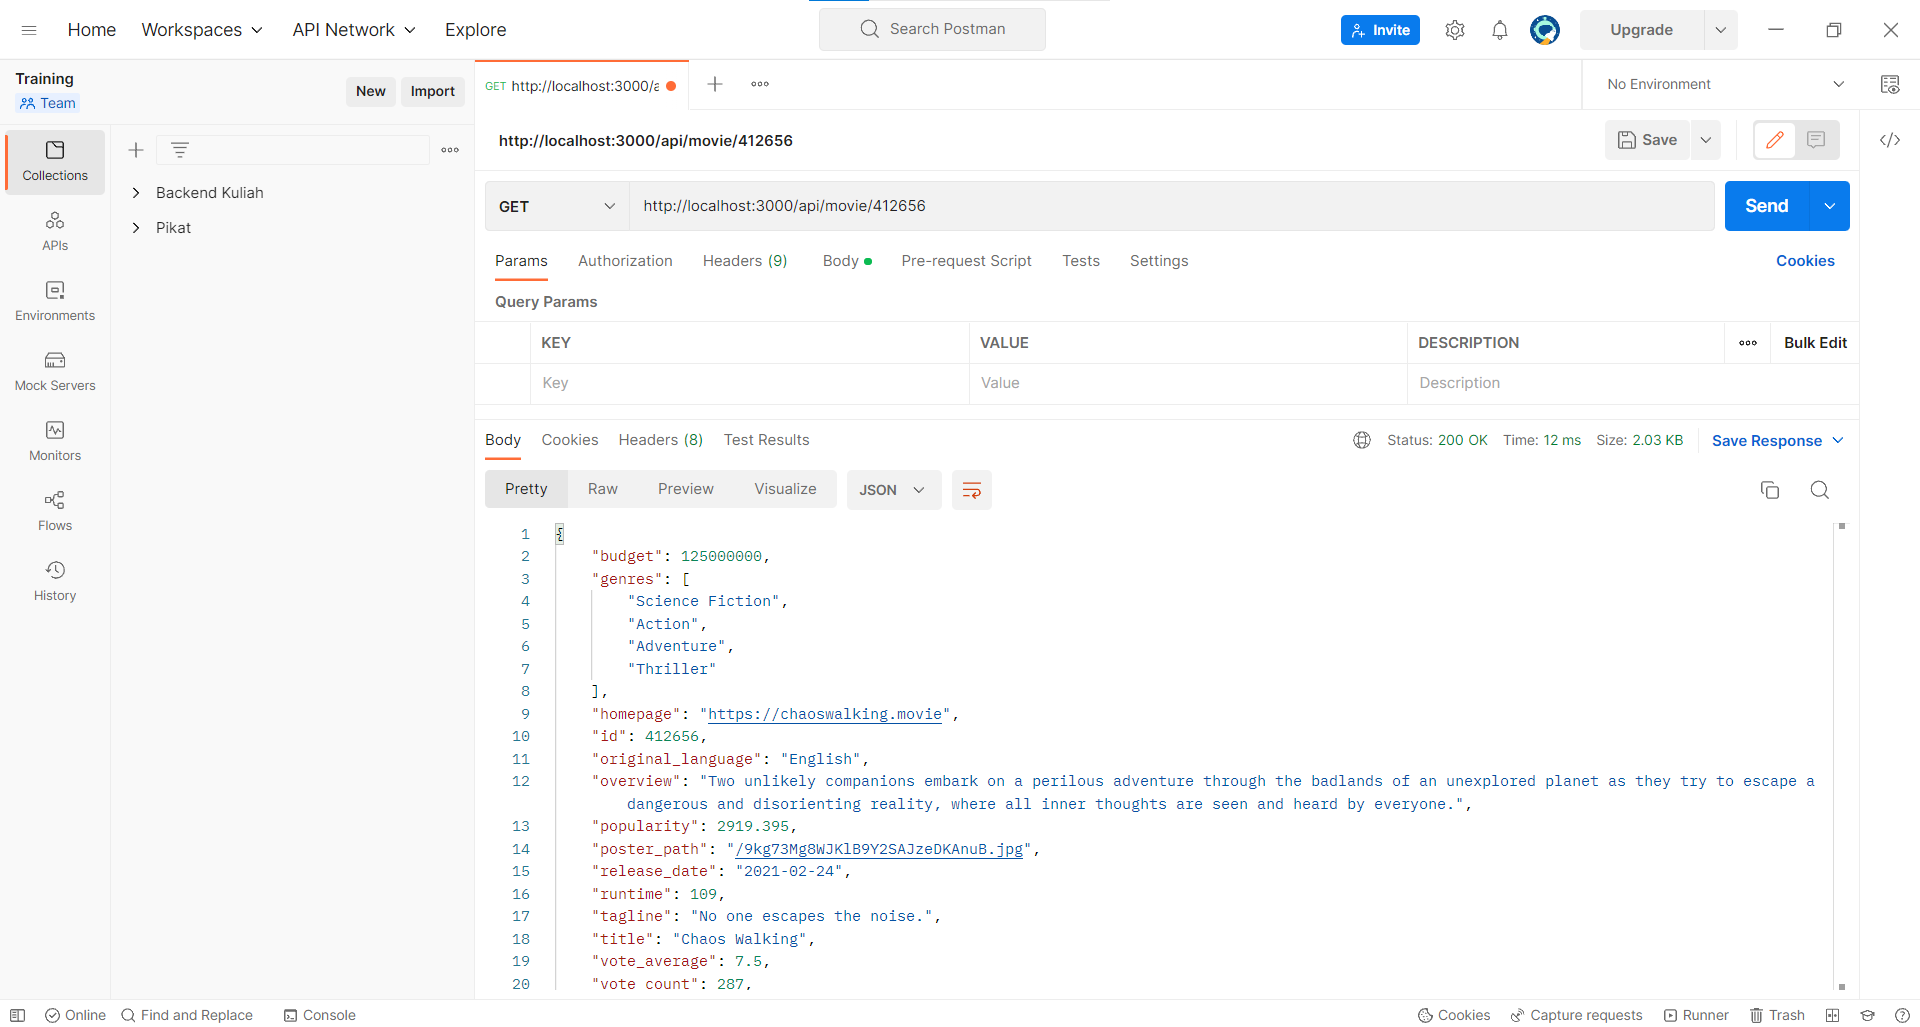 Home Workspaces API Network Explore Search Postman Invite Upgrade
Training
Team
New Import
GET http://localhost:3000/a
No Environment
http://localhost:3000/api/movie/412656
Save
Collections
APIs
Environments
Mock Servers
Monitors
Flows
History
Backend Kuliah
Pikat
GET http://localhost:3000/api/movie/412656 Send
Params Authorization Headers (9) Body Pre-request Script Tests Settings Cookies
Query Params
KEY VALUE DESCRIPTION Bulk Edit
Key Value Description
Body Cookies Headers (8) Test Results Status: 200 OK Time: 12 ms Size: 2.03 KB Save Response
Pretty Raw Preview Visualize JSON
1 {
2 "budget": 125000000,
3 "genres": [
4 "Science Fiction",
5 "Action",
6 "Adventure",
7 "Thriller"
8 ],
9 "homepage": "https://chaoswalking.movie",
10 "id": 412656,
11 "original_language": "English",
12 "overview": "Two unlikely companions embark on a perilous adventure through the badlands of an unexplored planet as they try to escape a
dangerous and disorienting reality, where all inner thoughts are seen and heard by everyone.",
13 "popularity": 2919.395,
14 "poster_path": "/9kg73Mg8WJKlB9Y2SAJzeDKAnuB.jpg",
15 "release_date": "2021-02-24",
16 "runtime": 109,
17 "tagline": "No one escapes the noise.",
18 "title": "Chaos Walking",
19 "vote_average": 7.5,
20 "vote_count": 287,
Online Find and Replace Console Cookies Capture requests Runner Trash